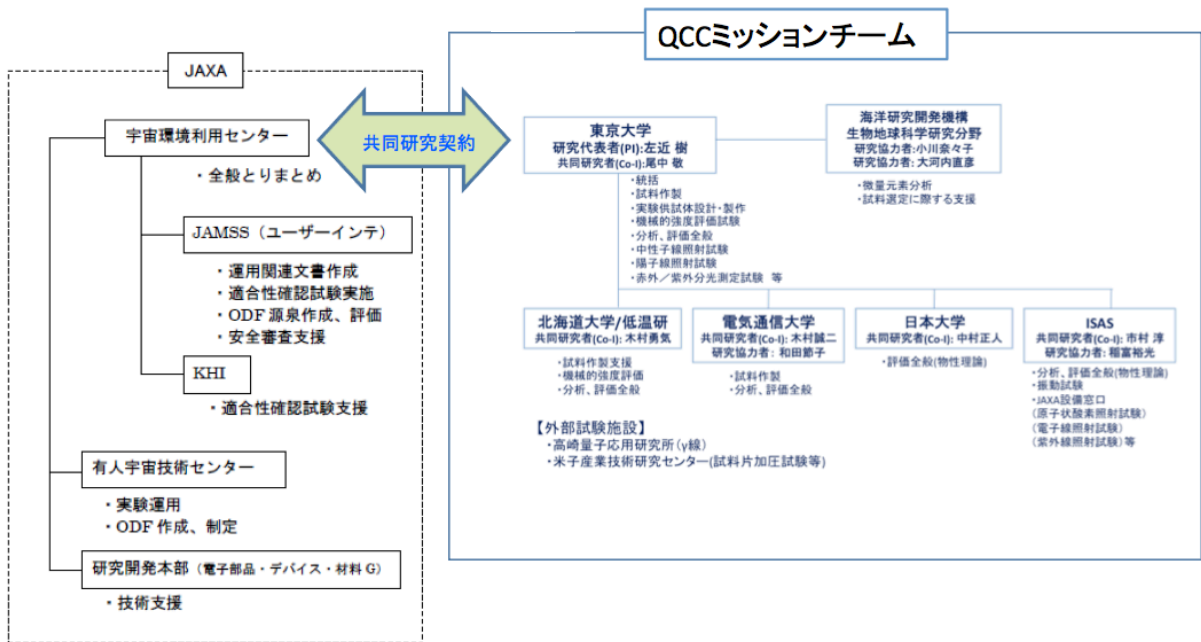 QCCミッションチーム
JAXA
宇宙環境利用センター
・全般とりまとめ
JAMSS（ユーザーインテ）
・運用関連文書作成
・適合性確認試験実施
・ODF 源泉作成、評価
・安全審査支援
KHI
・適合性確認試験支援
有人宇宙技術センター
・実験運用
・ODF 作成、制定
研究開発本部（電子部品・デバイス・材料 G）
・技術支援
共同研究契約
東京大学
研究代表者(PI):左近 樹
共同研究者(Co-I):尾中 敬
・統括
・試料作製
・実験供試体設計・製作
・機械的強度評価試験
・分析、評価全般
・中性子線照射試験
・陽子線照射試験
・赤外／紫外分光測定試験 等
海洋研究開発機構
生物地球科学研究分野
研究協力者:小川奈々子
研究協力者: 大河内直彦
・微量元素分析
・試料選定に際する支援
北海道大学/低温研
共同研究者(Co-I): 木村勇気
・試料作製支援
・機械的強度評価
・分析、評価全般
電気通信大学
共同研究者(Co-I): 木村誠二
研究協力者: 和田節子
・試料作製
・分析、評価全般
日本大学
共同研究者(Co-I): 中村正人
・評価全般(物性理論)
ISAS
共同研究者(Co-I): 市村 淳
研究協力者: 稲富裕光
・分析、評価全般(物性理論)
・振動試験
・JAXA設備窓口
(原子状酸素照射試験)
(電子線照射試験)
(紫外線照射試験)等
【外部試験施設】
・高崎量子応用研究所(γ線)
・米子産業技術研究センター(試料片加圧試験等)